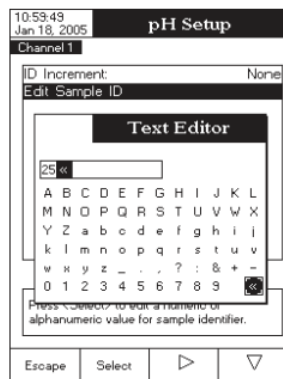 10:59:49
Jan 18, 2005
pH Setup
Channel 1
ID Increment: None
Edit Sample ID
Text Editor
25 «
A B C D E F G H I J K L
M N O P Q R S T U V W X
Y Z a b c d e f g h i j
k l m n o p q r s t u v
w x y z _ . , ? : & + -
0 1 2 3 4 5 6 7 8 9 «
Press <Select> to edit a numeric or
alphanumeric value for sample identifier.
Escape Select ▷ ▽